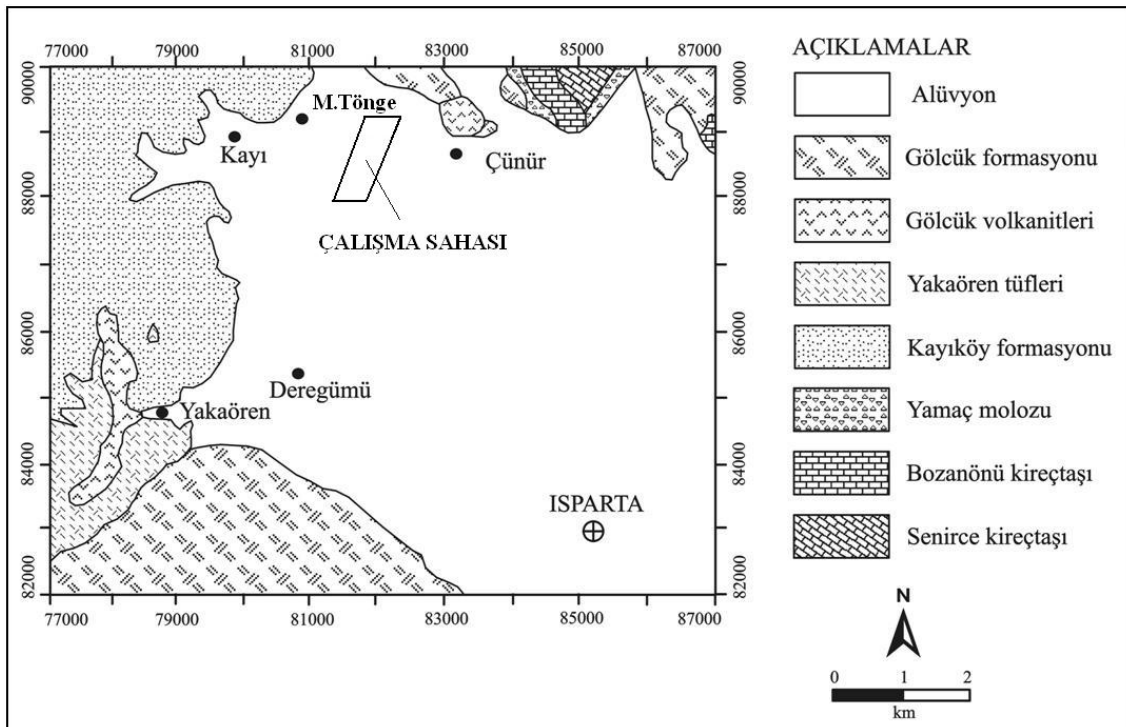 77000 79000 81000 83000 85000 87000
90000 88000 86000 84000 82000
M.Tönge
Kayı
Çünür
ÇALIŞMA SAHASI
Deregümü
Yakaören
ISPARTA
90000 88000 86000 84000 82000
77000 79000 81000 83000 85000 87000
AÇIKLAMALAR
Alüvyon
Gölcük formasyonu
Gölcük volkanitleri
Yakaören tüfleri
Kayıköy formasyonu
Yamaç molozu
Bozanönü kireçtaşı
Senirce kireçtaşı
N
0 1 2
km